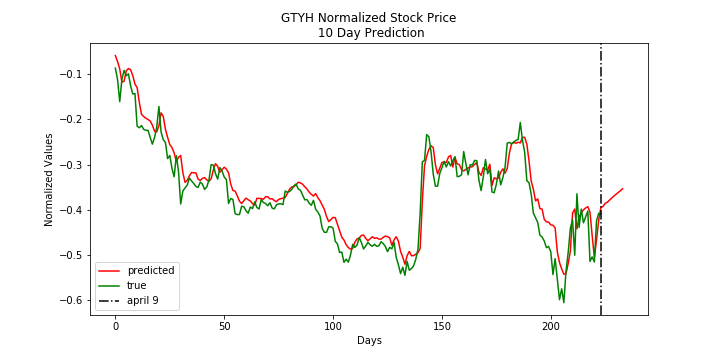 GTYH Normalized Stock Price
10 Day Prediction
Normalized Values
−0.1
−0.2
−0.3
−0.4
−0.5
−0.6
predicted
true
april 9
0
50
100
150
200
Days